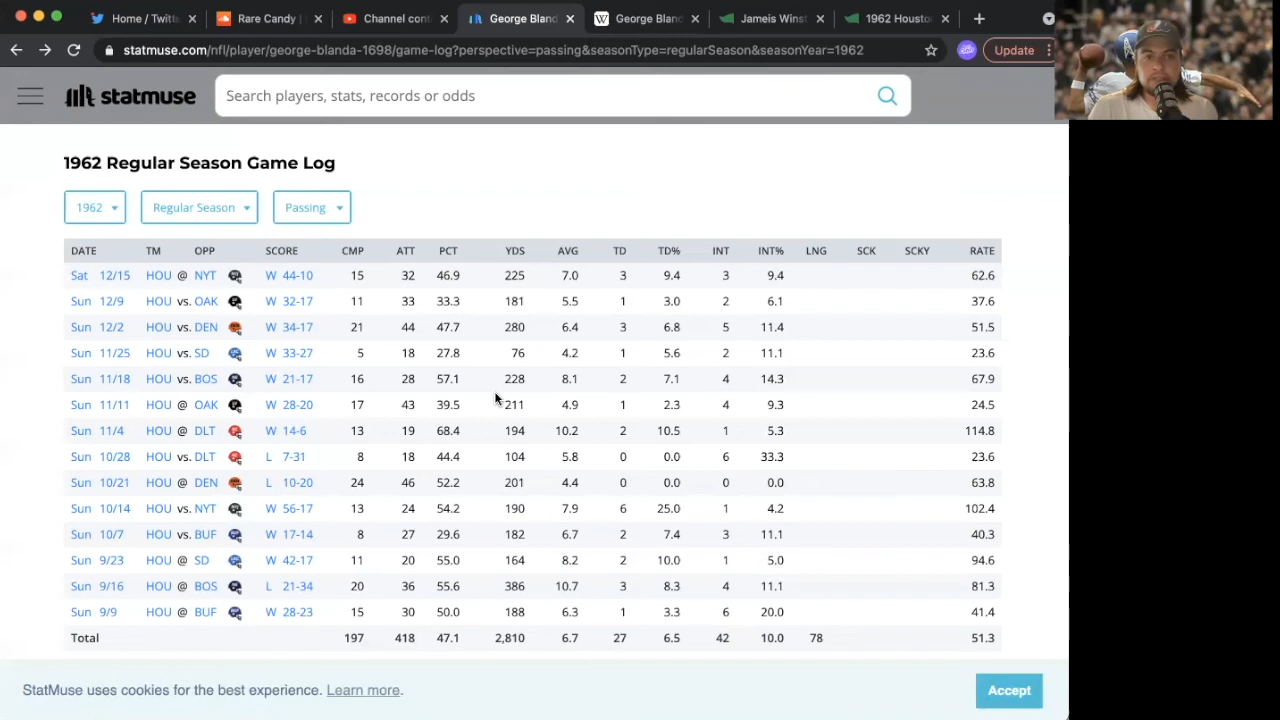 Home / Twitt
Rare Candy |
Channel con
George Bland
W George Bland
Jameis Winst
1962 Housto
statmuse.com/nfl/player/george-blanda-1698/game-log?perspective=passing&seasonType=regularSeason&seasonYear=1962
Update
statmuse
Search players, stats, records or odds
1962 Regular Season Game Log
1962 Regular Season Passing
DATE TM OPP SCORE CMP ATT PCT YDS AVG TD TD% INT INT% LNG SCK SCKY RATE
Sat 12/15 HOU @ NYT W 44-10 15 32 46.9 225 7.0 3 9.4 3 9.4 62.6
Sun 12/9 HOU vs. OAK W 32-17 11 33 33.3 181 5.5 1 3.0 2 6.1 37.6
Sun 12/2 HOU vs. DEN W 34-17 21 44 47.7 280 6.4 3 6.8 5 11.4 51.5
Sun 11/25 HOU vs. SD W 33-27 5 18 27.8 76 4.2 1 5.6 2 11.1 23.6
Sun 11/18 HOU vs. BOS W 21-17 16 28 57.1 228 8.1 2 7.1 4 14.3 67.9
Sun 11/11 HOU @ OAK W 28-20 17 43 39.5 211 4.9 1 2.3 4 9.3 24.5
Sun 11/4 HOU @ DLT W 14-6 13 19 68.4 194 10.2 2 10.5 1 5.3 114.8
Sun 10/28 HOU vs. DLT L 7-31 8 18 44.4 104 5.8 0 0.0 6 33.3 23.6
Sun 10/21 HOU @ DEN L 10-20 24 46 52.2 201 4.4 0 0.0 0 0.0 63.8
Sun 10/14 HOU vs. NYT W 56-17 13 24 54.2 190 7.9 6 25.0 1 4.2 102.4
Sun 10/7 HOU vs. BUF W 17-14 8 27 29.6 182 6.7 2 7.4 3 11.1 40.3
Sun 9/23 HOU @ SD W 42-17 11 20 55.0 164 8.2 2 10.0 1 5.0 94.6
Sun 9/16 HOU @ BOS L 21-34 20 36 55.6 386 10.7 3 8.3 4 11.1 81.3
Sun 9/9 HOU @ BUF W 28-23 15 30 50.0 188 6.3 1 3.3 6 20.0 41.4
Total 197 418 47.1 2,810 6.7 27 6.5 42 10.0 78 51.3
StatMuse uses cookies for the best experience. Learn more.
Accept